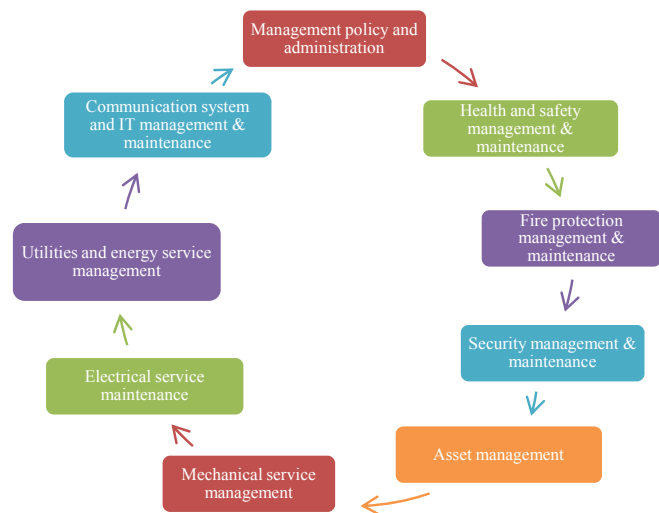 Management policy and
administration
Health and safety
management &
maintenance
Fire protection
management &
maintenance
Security management &
maintenance
Asset management
Mechanical service
management
Electrical service
maintenance
Utilities and energy service
management
Communication system
and IT management &
maintenance